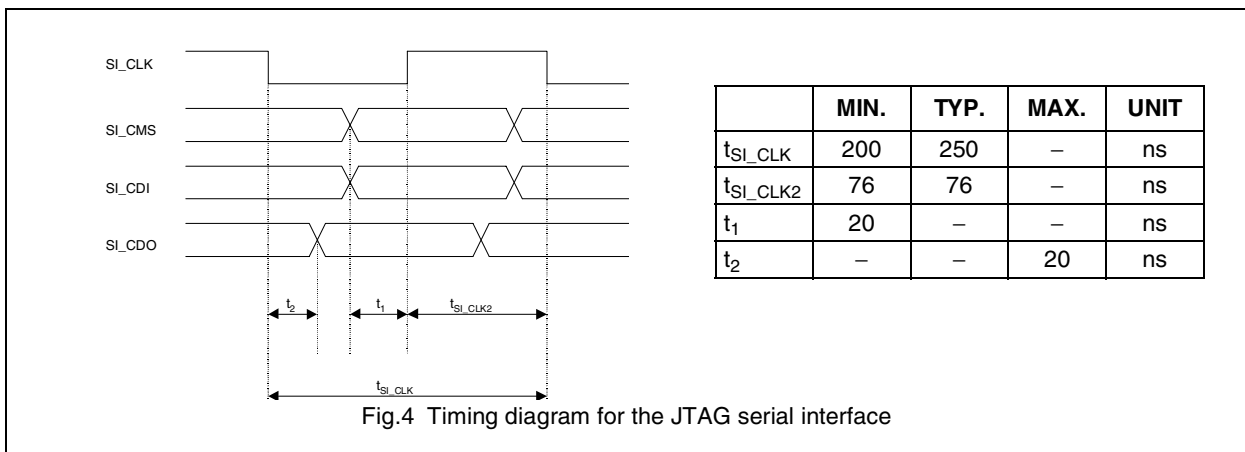 SI_CLK
SI_CMS
SI_CDI
SI_CDO
t2 t1 tSI_CLK2
tSI_CLK
MIN. TYP. MAX. UNIT
tSI_CLK 200 250 – ns
tSI_CLK2 76 76 – ns
t1 20 – – ns
t2 – – 20 ns
Fig.4 Timing diagram for the JTAG serial interface